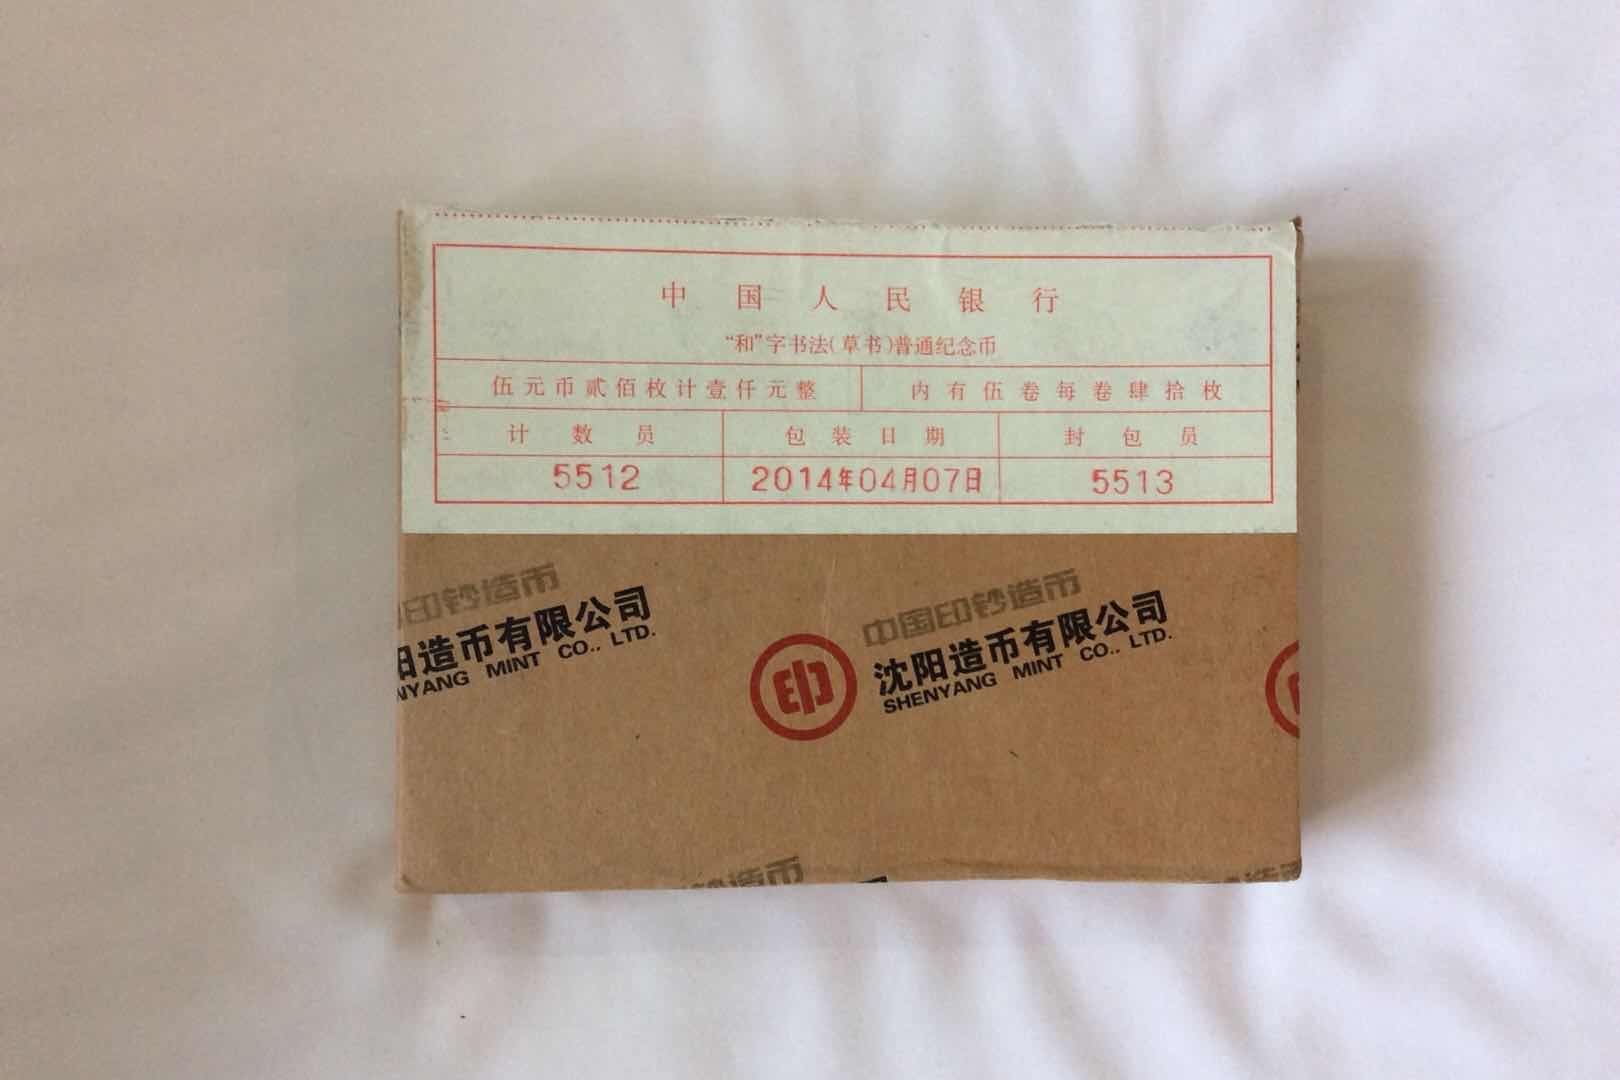 中国人民银行
“和”字书法(草书)普通纪念币
伍元币贰佰枚计壹仟元整 内有伍卷每卷肆拾枚
计数员 包装日期 封包员
5512 2014年04月07日 5513
印钞造币
阳造币有限公司
NYANG MINT CO., LTD.
印
中国印钞造币
沈阳造币有限公司
SHENYANG MINT CO., LTD.
钞造币